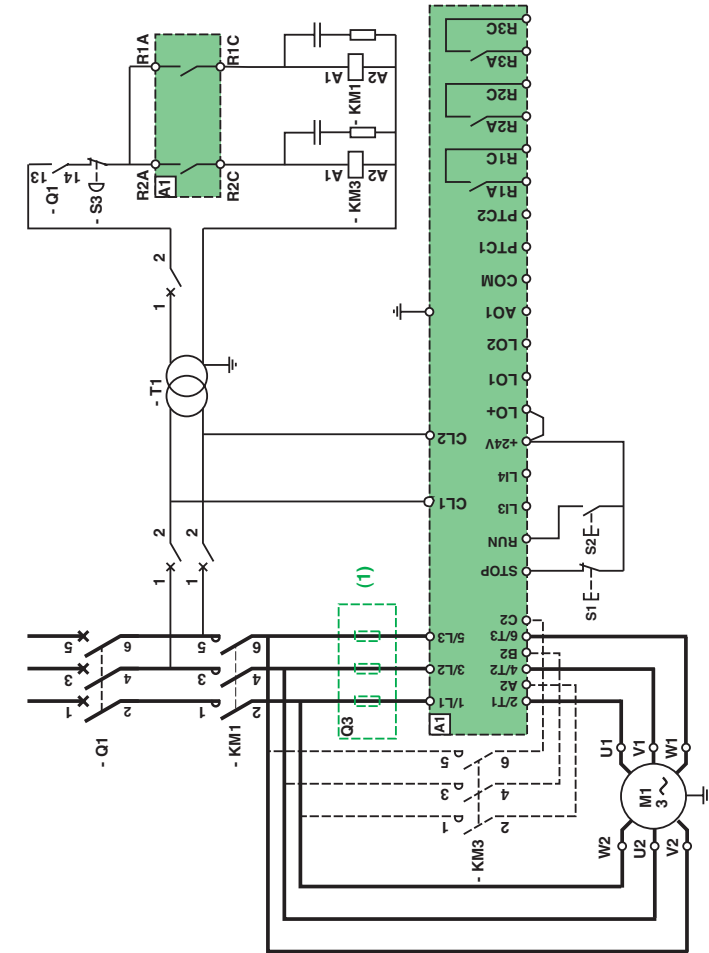 13
14
- Q1
- S3
R1A
R2A
A1
R1C
R2C
A1
A2
- KM1
A1
A2
- KM3
1
2
- T1
1
2
1
2
5
3
1
6
4
2
- Q1
5
3
1
6
4
2
- KM1
(1)
Q3
R3C
R3A
R2C
R2A
R1C
R1A
PTC2
PTC1
COM
AO1
LO2
LO1
LO+
+24V
LI4
LI3
RUN
STOP
C2
6/T3
B2
4/T2
A2
2/T1
CL2
CL1
5/L3
3/L2
1/L1
A1
S2
S1
5
3
1
6
4
2
- KM3
U1
V1
W1
M1
3
W2
U2
V2